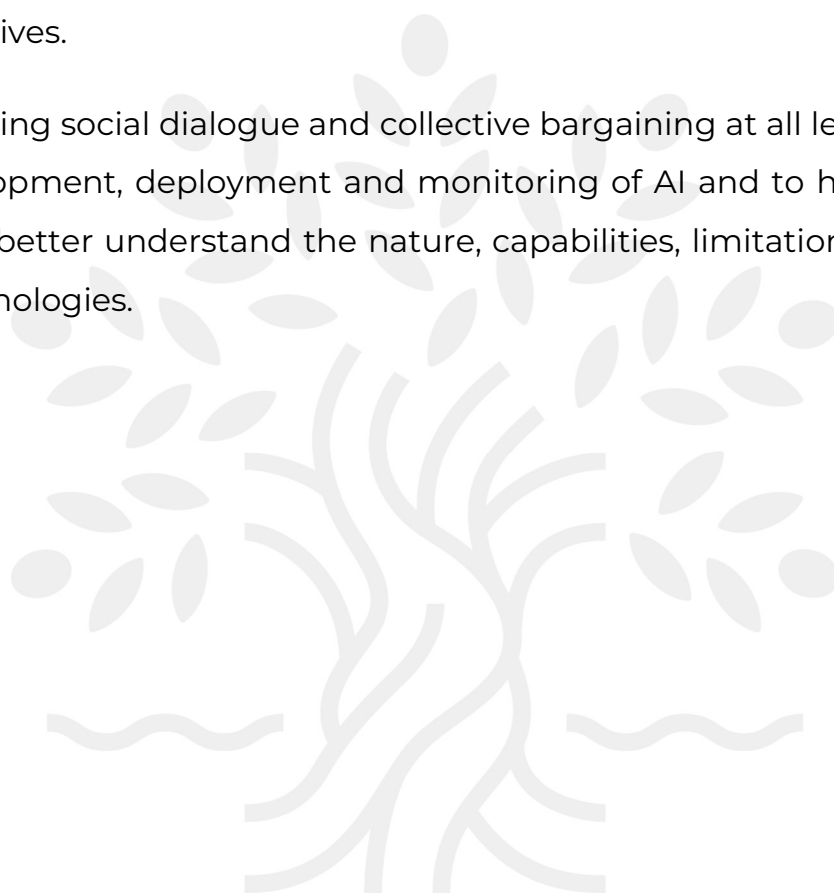 ives.
ing social dialogue and collective bargaining at all le
opment, deployment and monitoring of AI and to h
better understand the nature, capabilities, limitation
nologies.